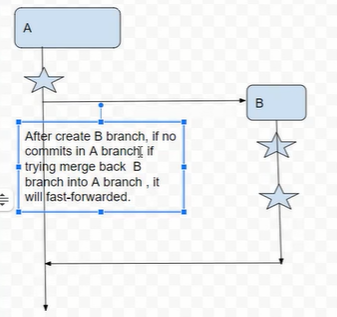 A
B
After create B branch, if no
commits in A branch, if
trying merge back B
branch into A branch , it
will fast-forwarded.